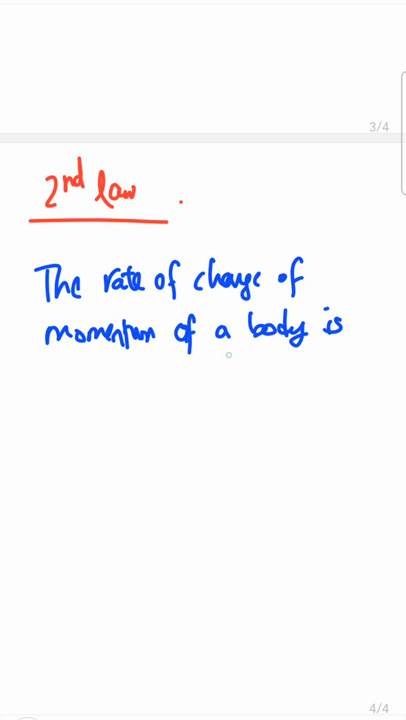 3/4
2nd law .
The rate of change of
momentum of a body is
4/4